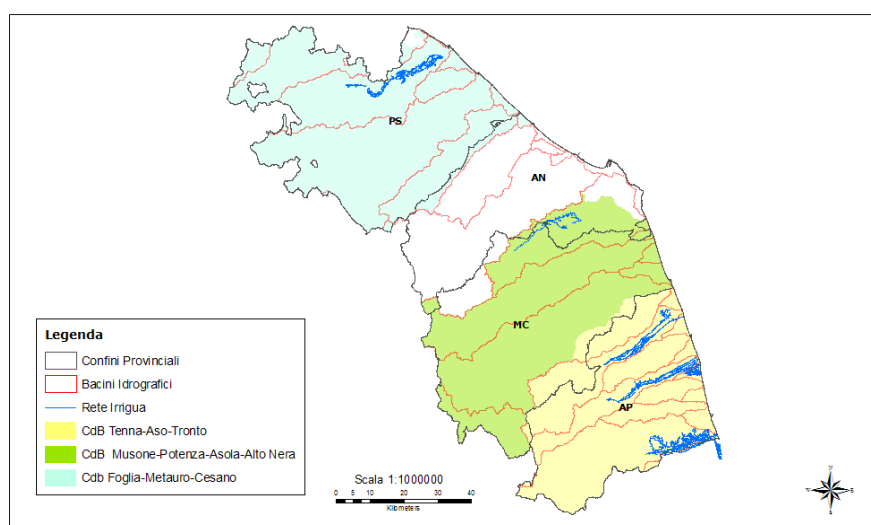 PS
AN
MC
AP
Legenda
Confini Provinciali
Bacini Idrografici
Rete Irrigua
CdB Tenna-Aso-Tronto
CdB Musone-Potenza-Asola-Alto Nera
Cdb Foglia-Metauro-Cesano
Scala 1:1000000
0 5 10 20 30 40
Kilometers
N
W E
S